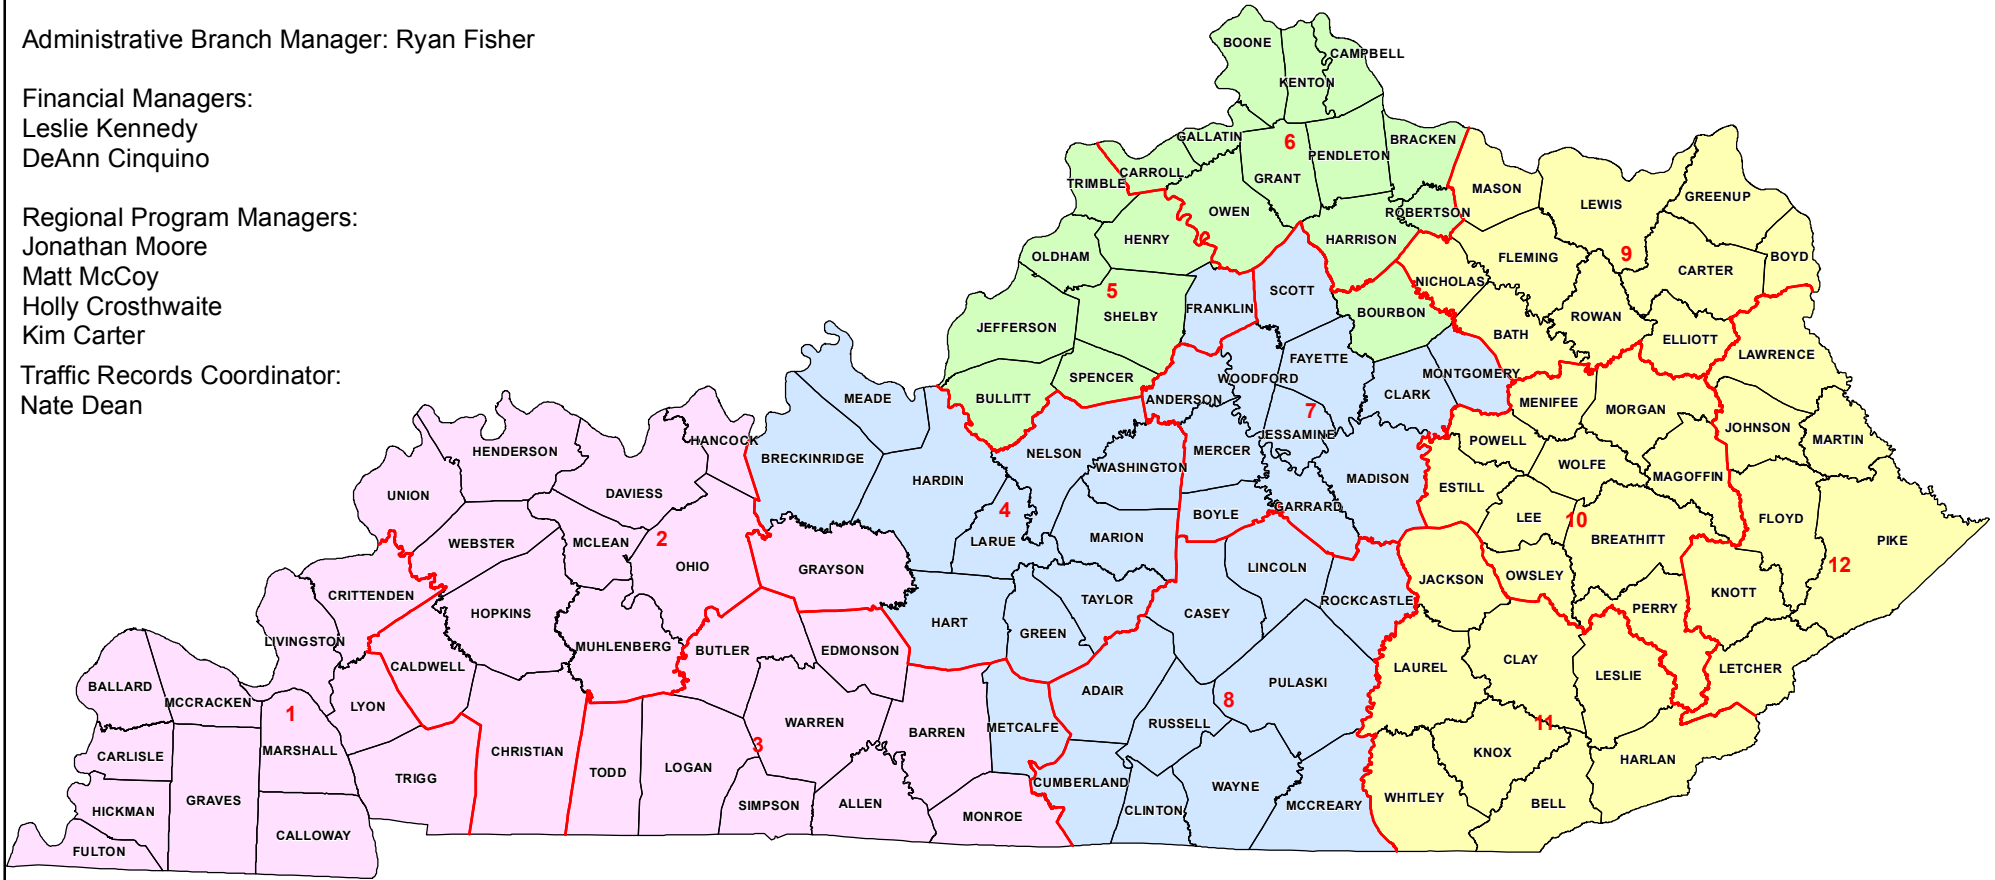 Administrative Branch Manager: Ryan Fisher
Financial Managers:
Leslie Kennedy
DeAnn Cinquino
Regional Program Managers:
Jonathan Moore
Matt McCoy
Holly Crosthwaite
Kim Carter
Traffic Records Coordinator:
Nate Dean
BOONE
CAMPBELL
KENTON
GALLATIN
6
BRACKEN
PENDLETON
CARROLL
TRIMBLE
GRANT
MASON
LEWIS
GREENUP
OWEN
ROBERTSON
HENRY
HARRISON
OLDHAM
FLEMING
9
BOYD
CARTER
NICHOLAS
SCOTT
5
SHELBY
FRANKLIN
BOURBON
ROWAN
JEFFERSON
BATH
ELLIOTT
LAWRENCE
FAYETTE
SPENCER
WOODFORD
MONTGOMERY
CLARK
MEADE
BULLITT
ANDERSON
MENIFEE
MORGAN
7
JOHNSON
MARTIN
HANCOCK
JESSAMINE
POWELL
HENDERSON
BRECKINRIDGE
NELSON
MERCER
WASHINGTON
WOLFE
MAGOFFIN
HARDIN
MADISON
ESTILL
UNION
DAVIESS
4
GARRARD
BOYLE
LEE
10
FLOYD
WEBSTER
MCLEAN
2
LARUE
MARION
BREATHITT
PIKE
OHIO
GRAYSON
LINCOLN
12
JACKSON
OWSLEY
CRITTENDEN
HOPKINS
TAYLOR
CASEY
ROCKCASTLE
PERRY
KNOTT
HART
GREEN
LIVINGSTON
MUHLENBERG
BUTLER
EDMONSON
CALDWELL
LAUREL
CLAY
LESLIE
LETCHER
BALLARD
MCCRACKEN
LYON
1
ADAIR
8
PULASKI
WARREN
BARREN
METCALFE
RUSSELL
11
CARLISLE
MARSHALL
CHRISTIAN
3
KNOX
HARLAN
TRIGG
TODD
LOGAN
CUMBERLAND
WAYNE
HICKMAN
GRAVES
SIMPSON
ALLEN
MONROE
CLINTON
MCCREARY
WHITLEY
BELL
CALLOWAY
FULTON